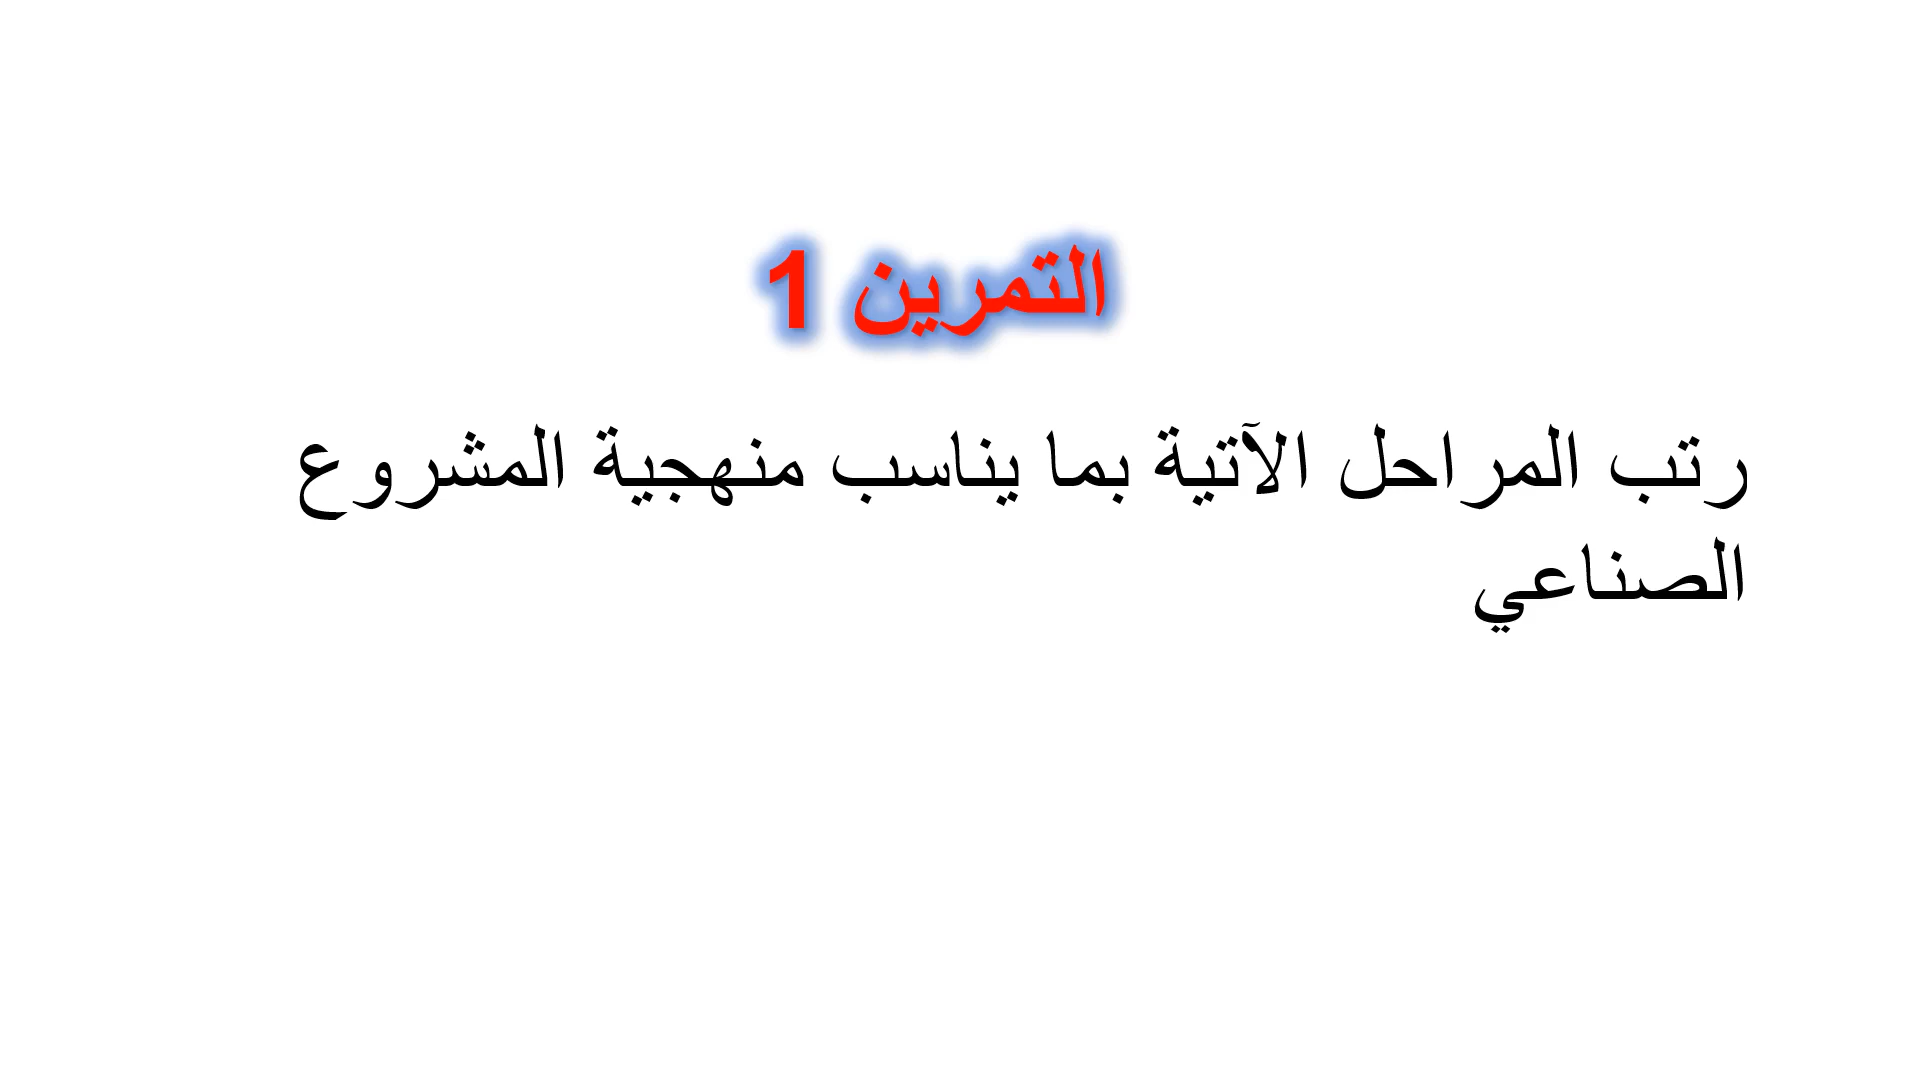 التمرين 1
رتب المراحل الآتية بما يناسب منهجية المشروع
الصناعي